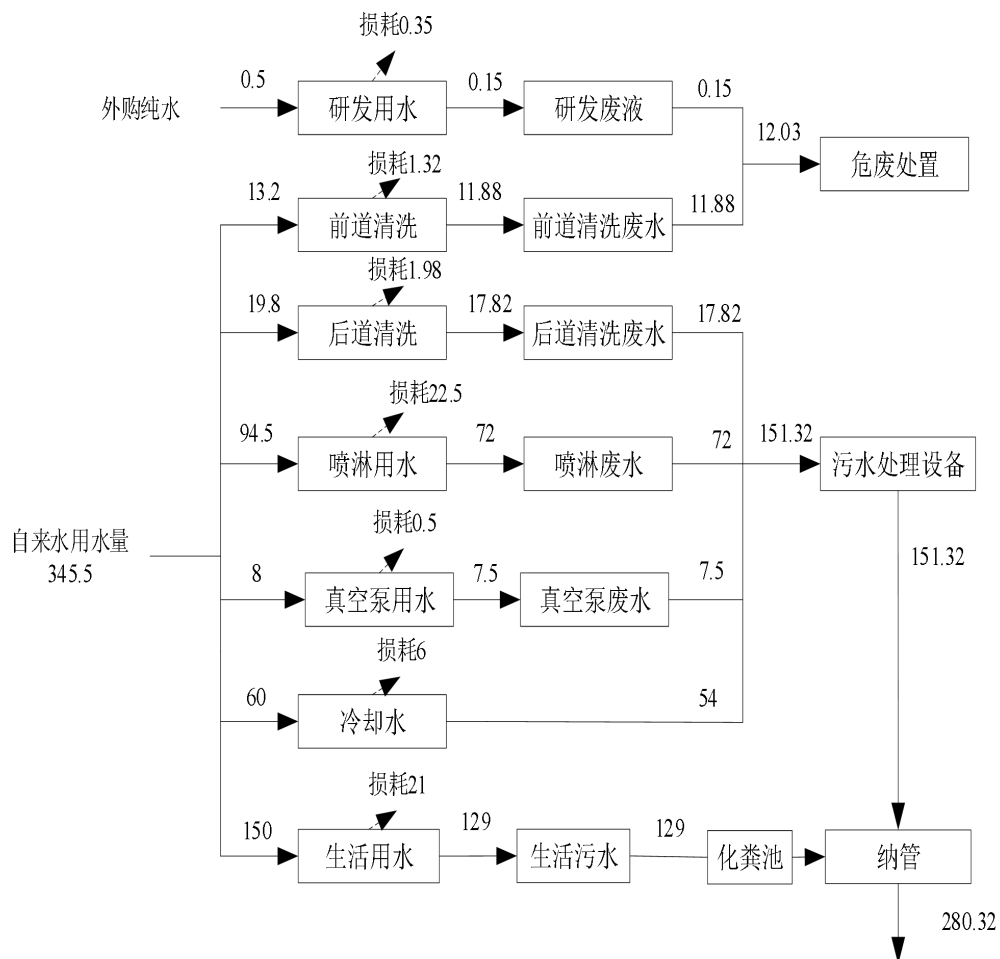 损耗0.35
0.5
0.15
0.15
外购纯水
研发用水
研发废液
12.03
危废处置
损耗1.32
13.2
11.88
11.88
前道清洗
前道清洗废水
损耗1.98
19.8
17.82
17.82
后道清洗
后道清洗废水
损耗22.5
94.5
72
72
151.32
喷淋用水
喷淋废水
污水处理设备
自来水用水量
345.5
损耗0.5
8
7.5
7.5
151.32
真空泵用水
真空泵废水
损耗6
60
54
冷却水
损耗21
150
129
129
生活用水
生活污水
化粪池
纳管
280.32